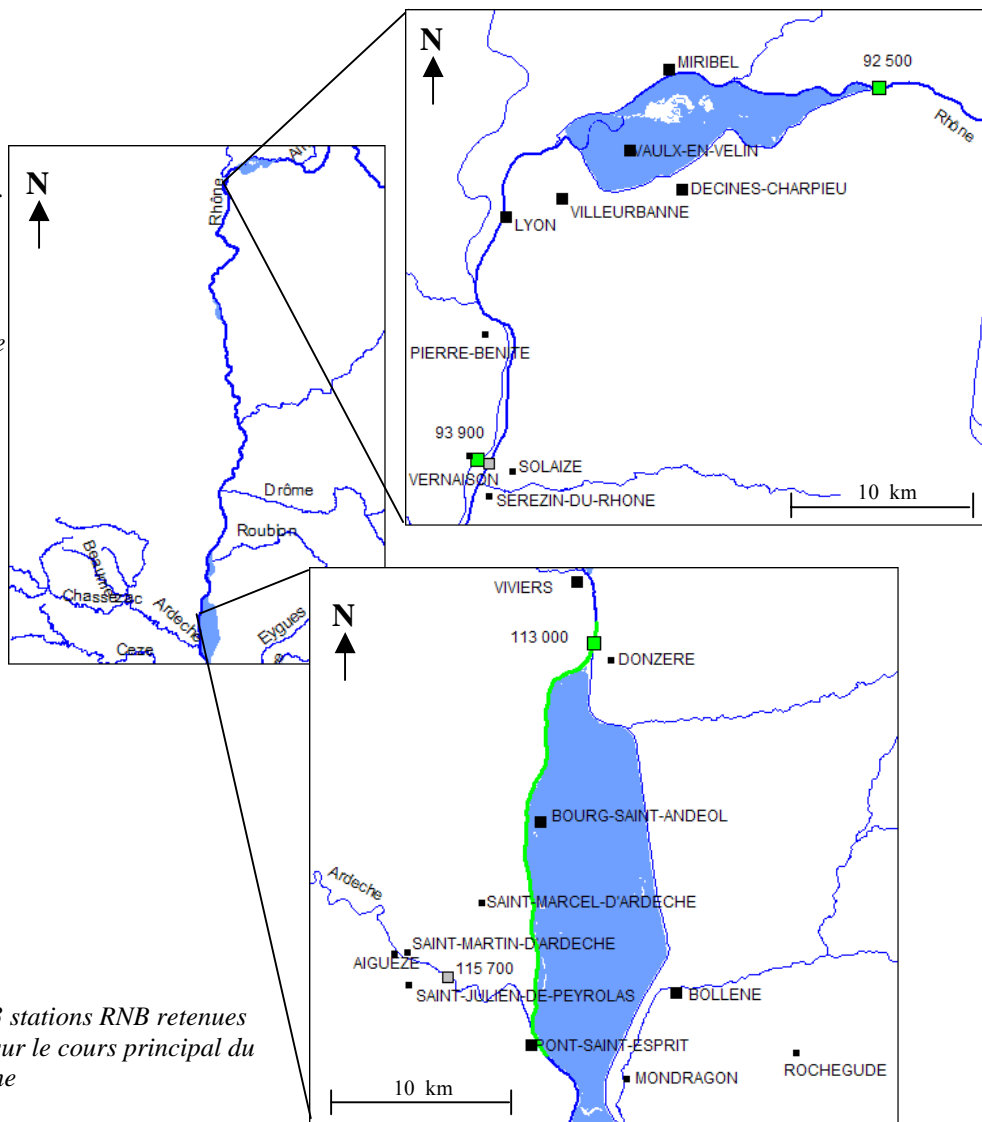 N
MIRIBEL
92 500
Rhône
VAULX-EN-VELIN
DECINES-CHARPIEU
VILLEURBANNE
LYON
PIERRE-BENITE
93 900
VERNAISON
SOLAIZE
SEREZIN-DU-RHONE
10 km
N
Rhône
Drôme
Roubion
Beaume
Chassezac
Ardeche
Ceze
Eygues
e
N
VIVIERS
113 000
DONZERE
BOURG-SAINT-ANDEOL
Ardeche
SAINT-MARCEL-D'ARDECHE
SAINT-MARTIN-D'ARDECHE
AIGUEZE
115 700
SAINT-JULIEN-DE-PEYROLAS
BOLLENE
PONT-SAINT-ESPRIT
ROCHEGUDE
MONDRAGON
10 km
3 stations RNB retenues
sur le cours principal du
ne